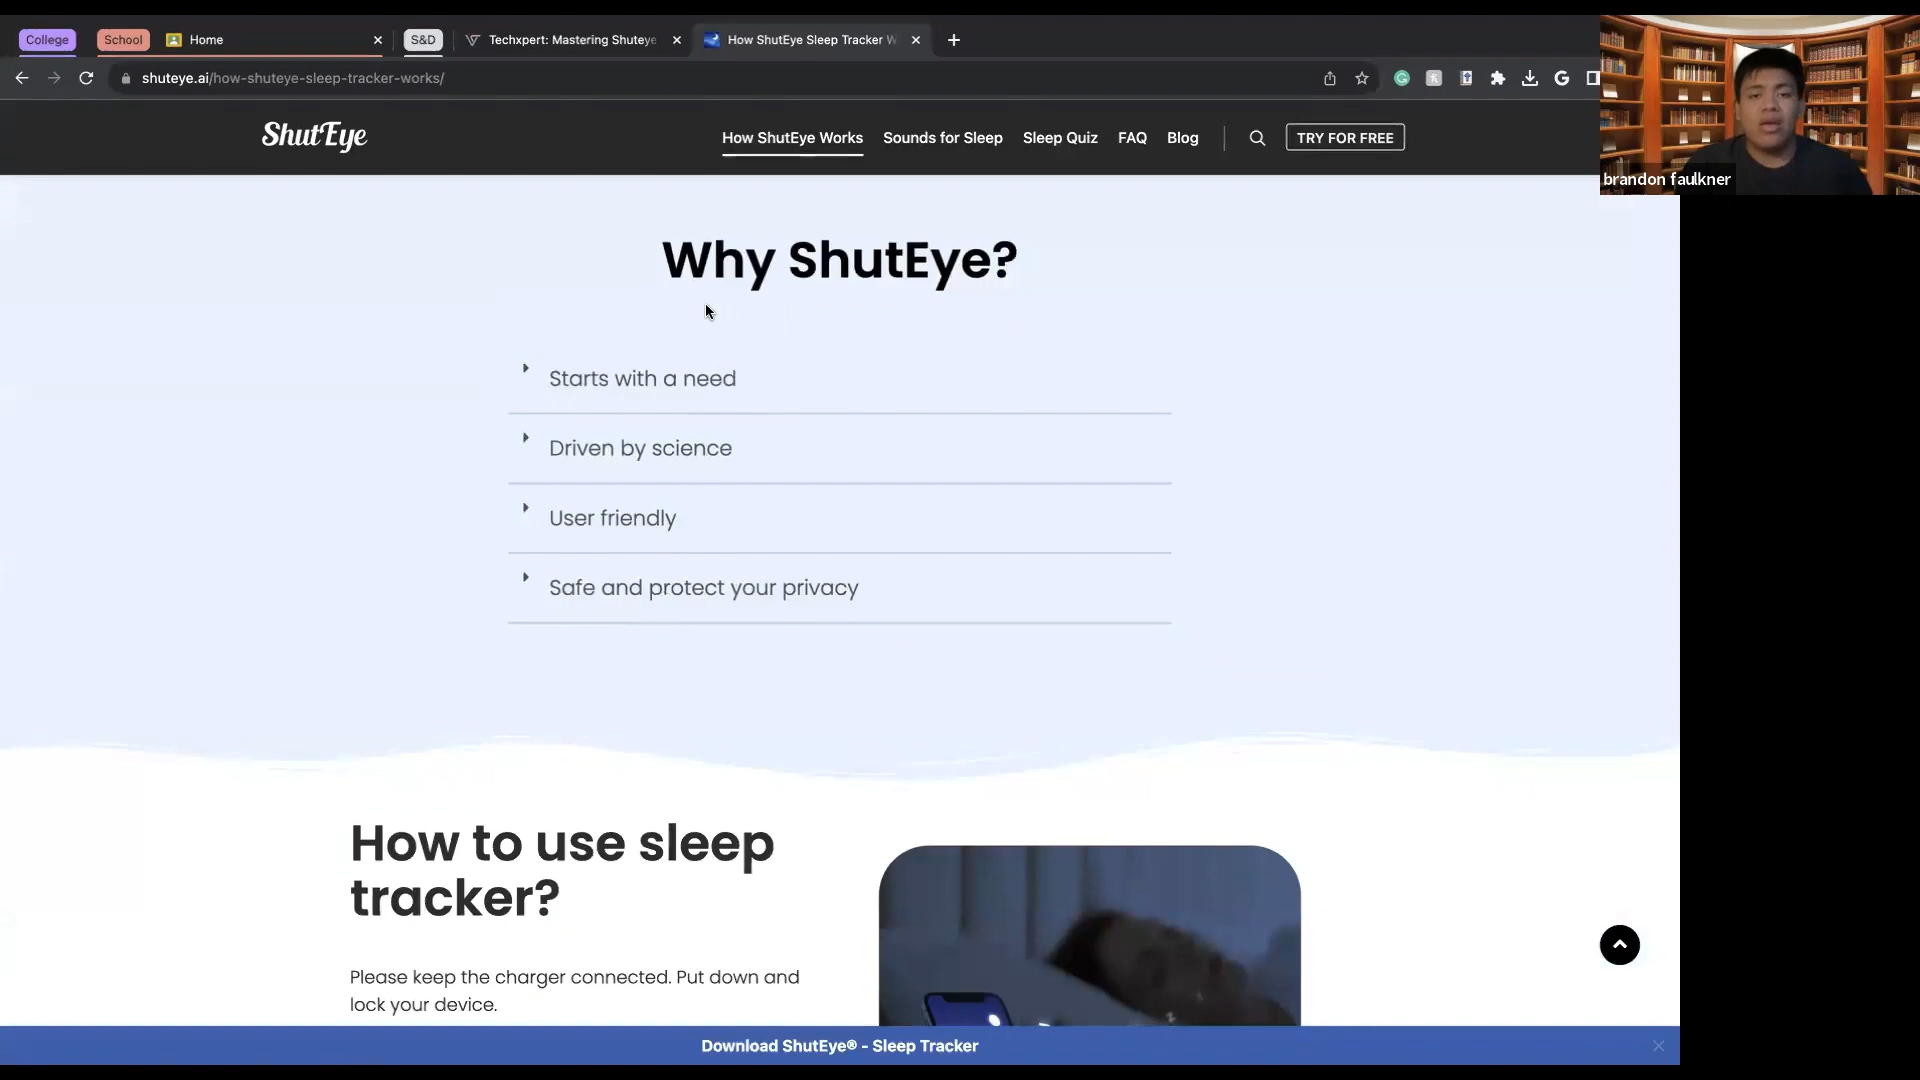 College
School
Home
S&D
Techxpert: Mastering Shuteye
How ShutEye Sleep Tracker W
shuteye.ai/how-shuteye-sleep-tracker-works/
ShutEye
How ShutEye Works
Sounds for Sleep
Sleep Quiz
FAQ
Blog
TRY FOR FREE
brandon faulkner
Why ShutEye?
Starts with a need
Driven by science
User friendly
Safe and protect your privacy
How to use sleep
tracker?
Please keep the charger connected. Put down and
lock your device.
Download ShutEye® - Sleep Tracker